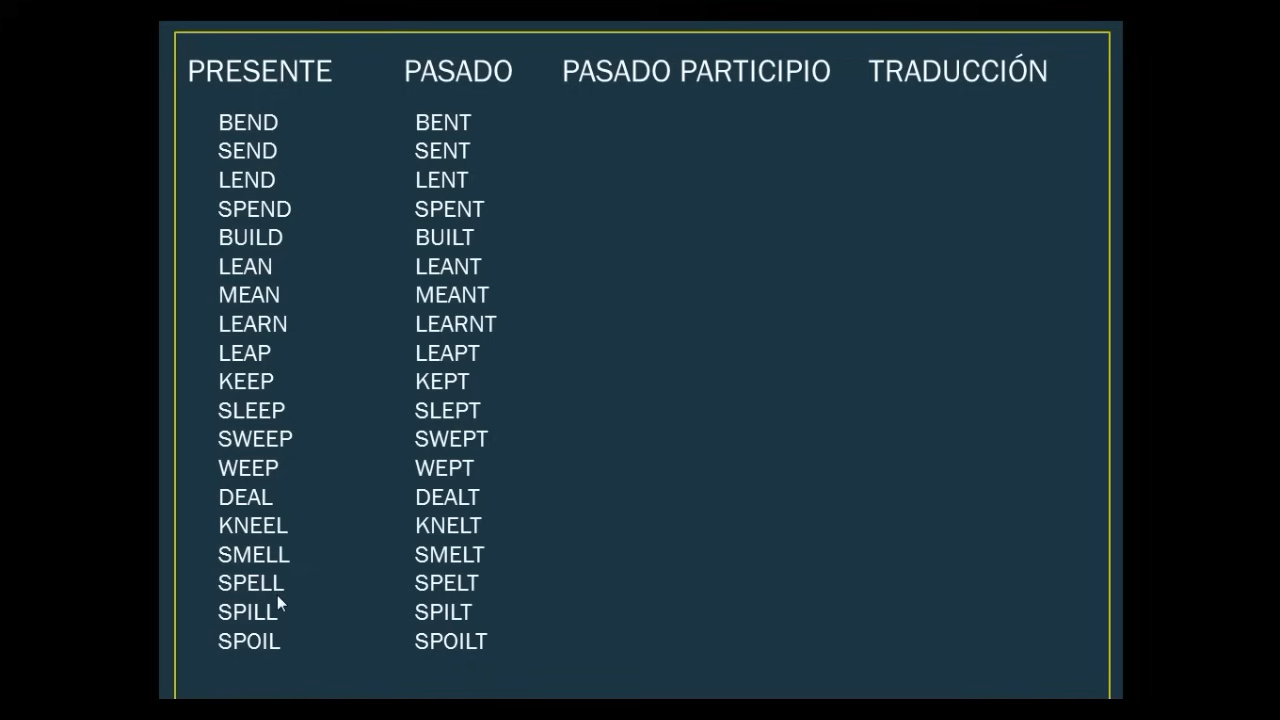 PRESENTE PASADO PASADO PARTICIPIO TRADUCCIÓN
BEND BENT
SEND SENT
LEND LENT
SPEND SPENT
BUILD BUILT
LEAN LEANT
MEAN MEANT
LEARN LEARNT
LEAP LEAPT
KEEP KEPT
SLEEP SLEPT
SWEEP SWEPT
WEEP WEPT
DEAL DEALT
KNEEL KNELT
SMELL SMELT
SPELL SPELT
SPILL SPILT
SPOIL SPOILT